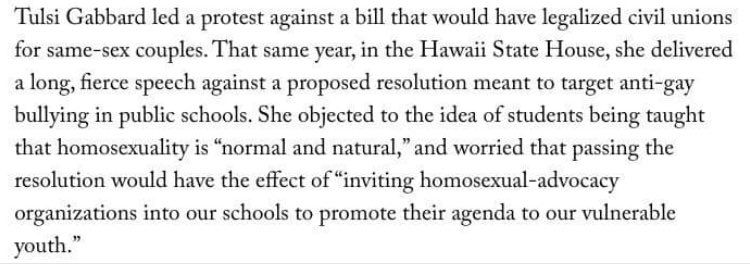 Tulsi Gabbard led a protest against a bill that would have legalized civil unions
for same-sex couples. That same year, in the Hawaii State House, she delivered
a long, fierce speech against a proposed resolution meant to target anti-gay
bullying in public schools. She objected to the idea of students being taught
that homosexuality is “normal and natural,” and worried that passing the
resolution would have the effect of “inviting homosexual-advocacy
organizations into our schools to promote their agenda to our vulnerable
youth.”